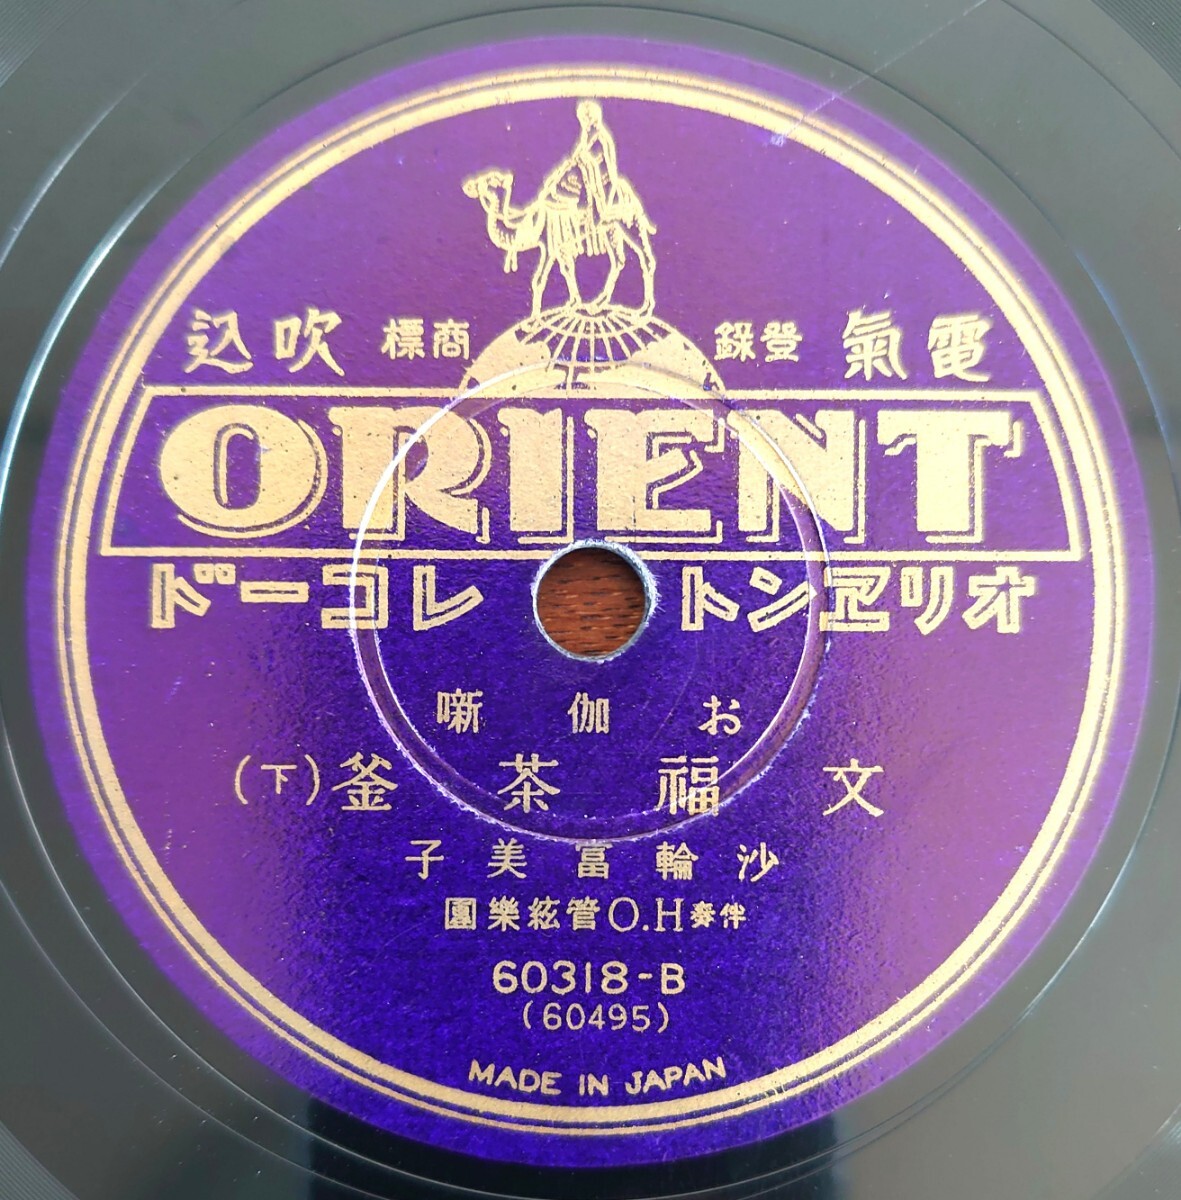 電氣 登録 商標 吹込
ORIENT
オリヱントレコード
お伽噺
文福茶釜(下)
沙輪富美子
伴奏 H.O管絃樂團
60318-B
(60495)
MADE IN JAPAN